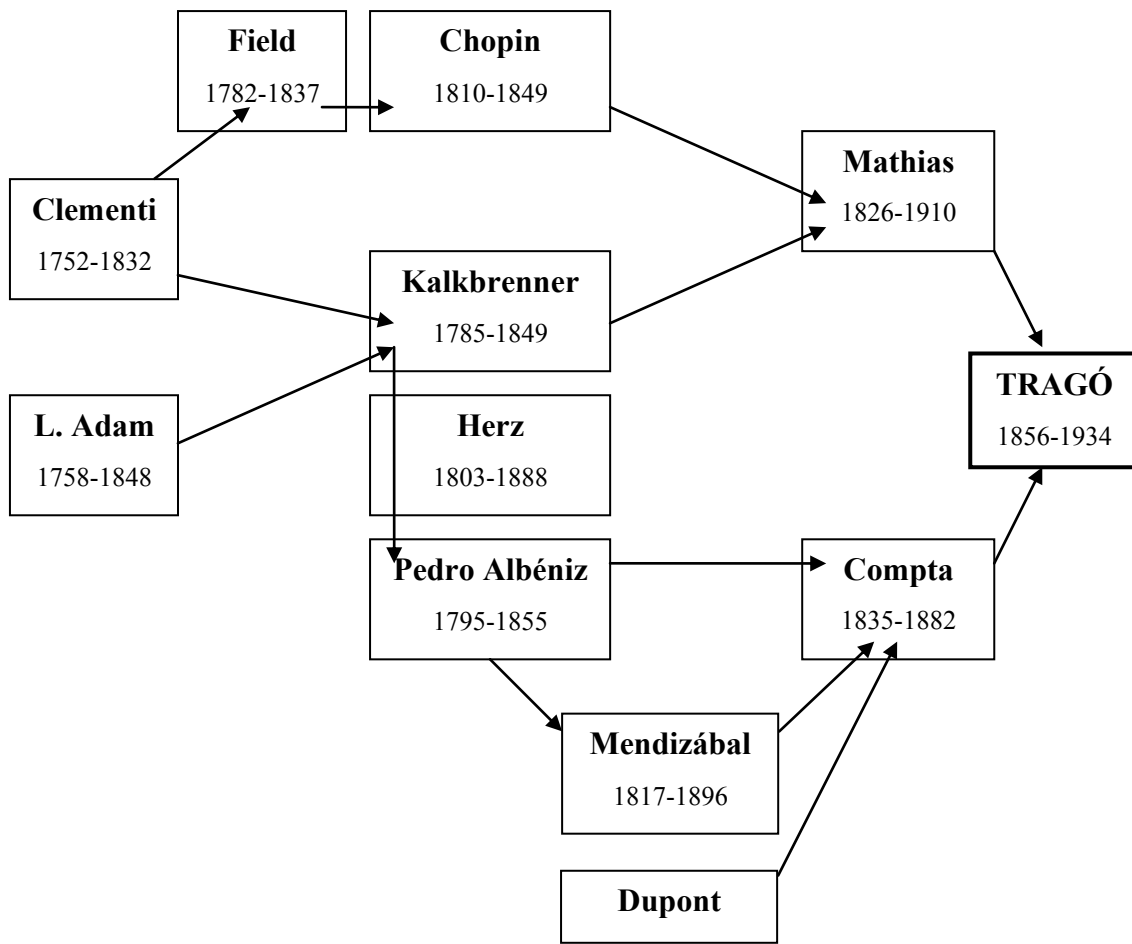 Field
1782-1837
Chopin
1810-1849
Mathias
1826-1910
Clementi
1752-1832
Kalkbrenner
1785-1849
TRAGÓ
1856-1934
L. Adam
1758-1848
Herz
1803-1888
Pedro Albéniz
1795-1855
Compta
1835-1882
Mendizábal
1817-1896
Dupont